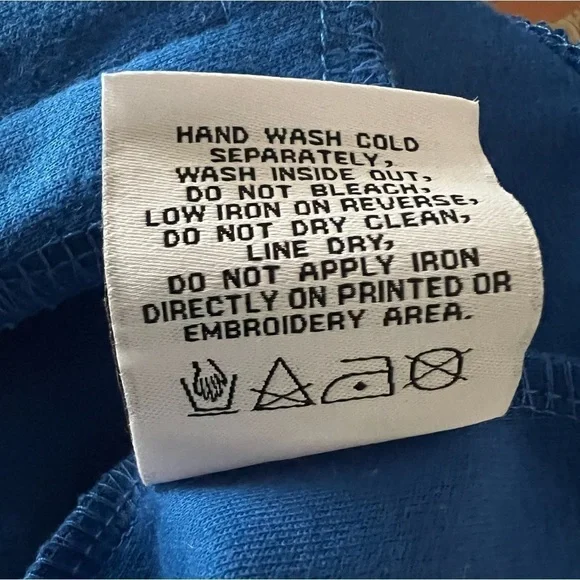 HAND WASH COLD
SEPARATELY,
WASH INSIDE OUT,
DO NOT BLEACH,
LOW IRON ON REVERSE,
DO NOT DRY CLEAN,
LINE DRY,
DO NOT APPLY IRON
DIRECTLY ON PRINTED OR
EMBROIDERY AREA.